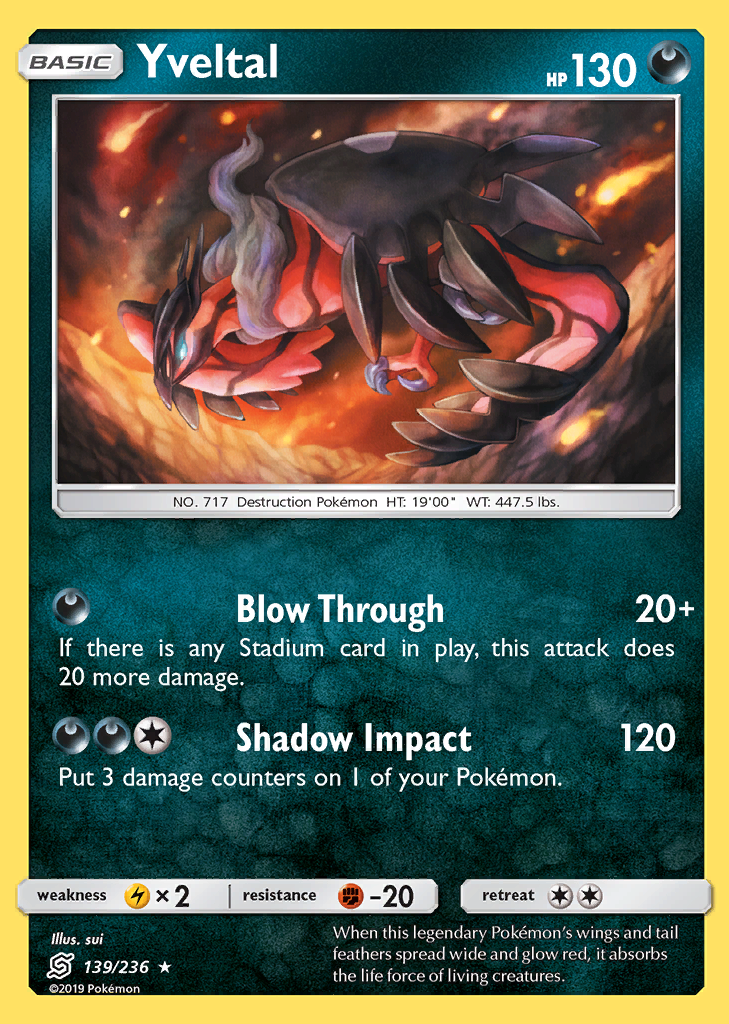 BASIC Yveltal HP 130
NO. 717 Destruction Pokémon HT: 19'00" WT: 447.5 lbs.
Blow Through 20+
If there is any Stadium card in play, this attack does
20 more damage.
Shadow Impact 120
Put 3 damage counters on 1 of your Pokémon.
weakness ×2 resistance -20 retreat
Illus. sui
139/236
©2019 Pokémon
When this legendary Pokémon's wings and tail
feathers spread wide and glow red, it absorbs
the life force of living creatures.